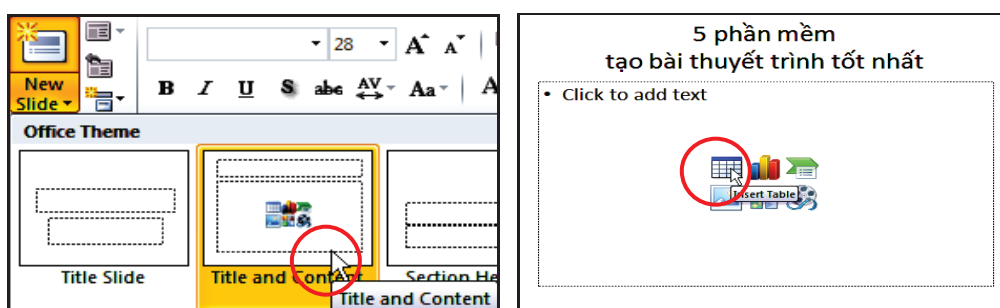 28
A A
New
Slide
B I U S abc AV Aa A
Office Theme
Title Slide
Title and Content
Section He
Title and Content
5 phần mềm
tạo bài thuyết trình tốt nhất
• Click to add text
Insert Table